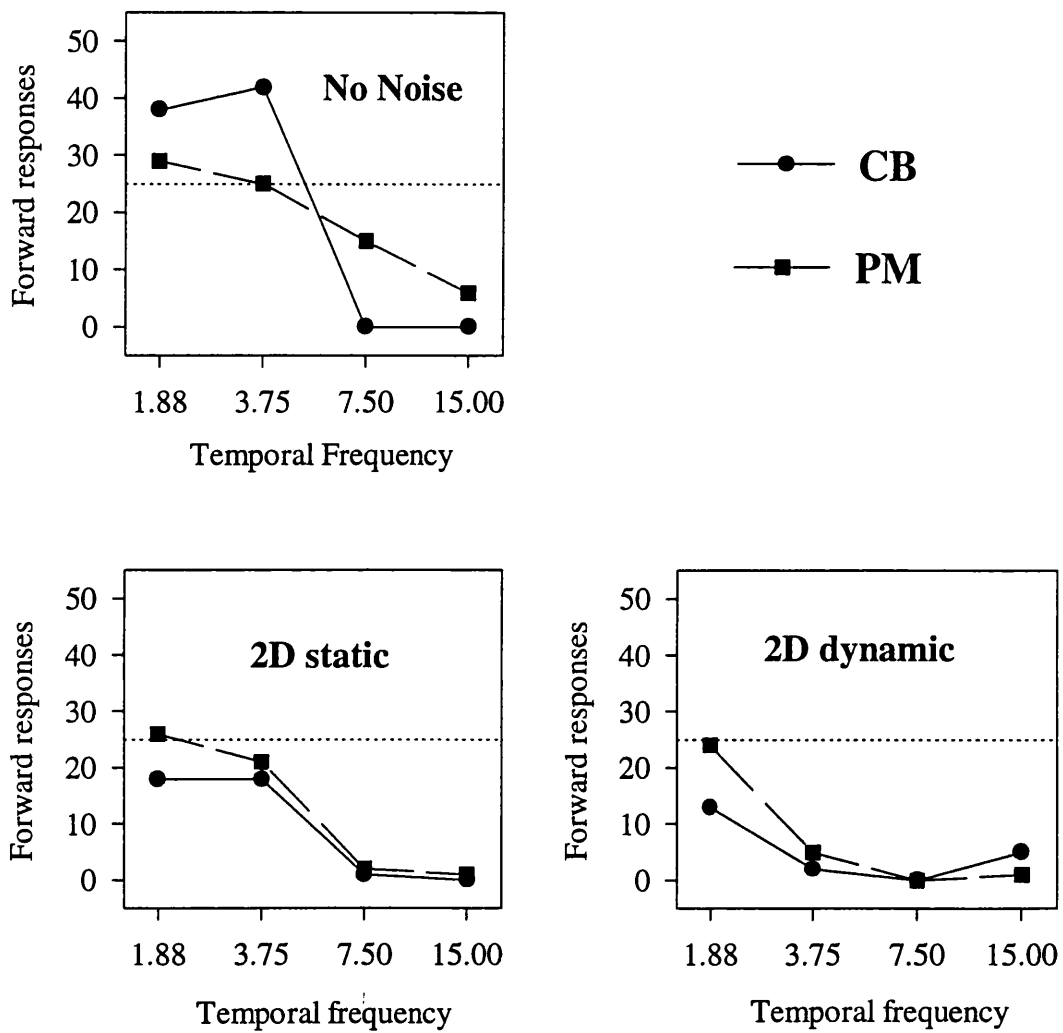 50
40
30
20
10
0
Forward responses
No Noise
1.88 3.75 7.50 15.00
Temporal Frequency
CB
PM
50
40
30
20
10
0
Forward responses
2D static
1.88 3.75 7.50 15.00
Temporal frequency
50
40
30
20
10
0
Forward responses
2D dynamic
1.88 3.75 7.50 15.00
Temporal frequency